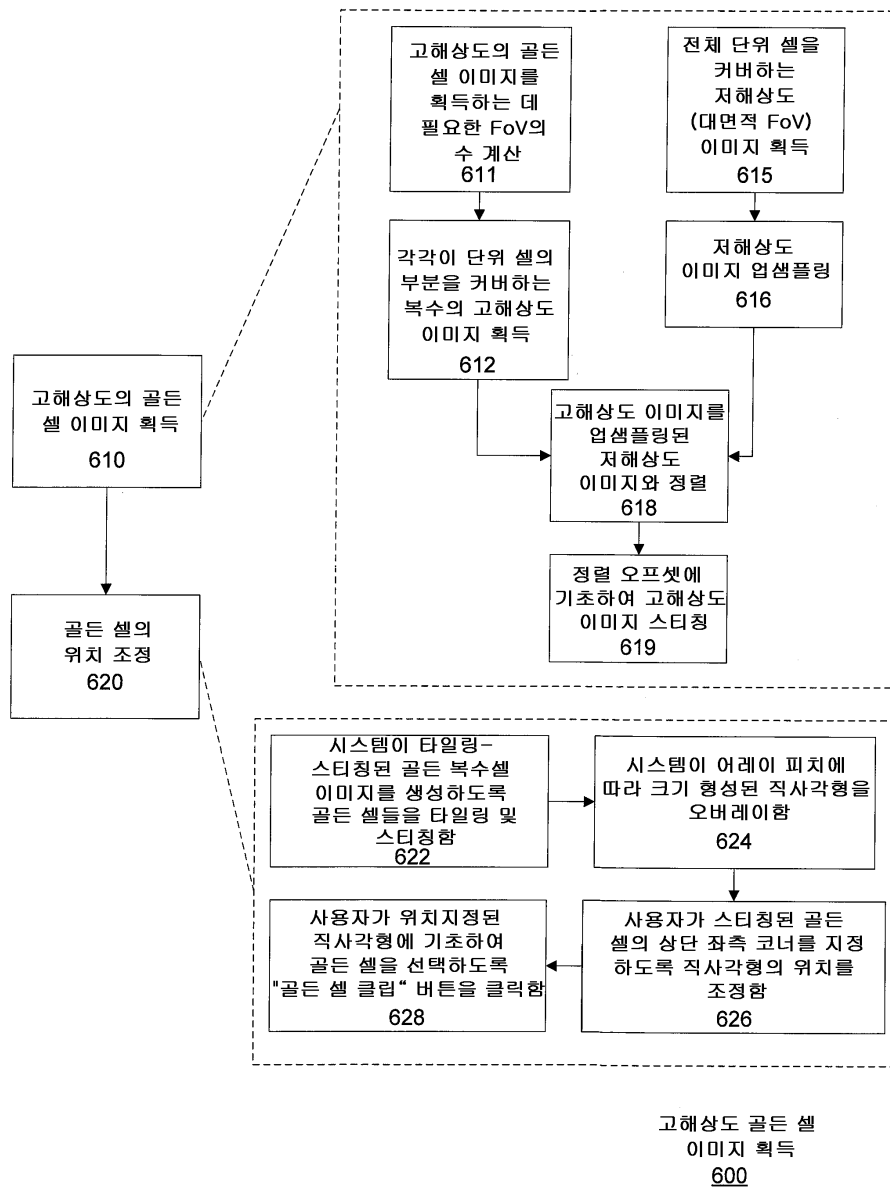 고해상도의 골든
셀 이미지를
획득하는 데
필요한 FoV의
수 계산
611
전체 단위 셀을
커버하는
저해상도
(대면적 FoV)
이미지 획득
615
각각이 단위 셀의
부분을 커버하는
복수의 고해상도
이미지 획득
612
저해상도
이미지 업샘플링
616
고해상도의 골든
셀 이미지 획득
610
고해상도 이미지를
업샘플링된
저해상도
이미지와 정렬
618
정렬 오프셋에
기초하여 고해상도
이미지 스티칭
619
골든 셀의
위치 조정
620
시스템이 타일링-
스티칭된 골든 복수셀
이미지를 생성하도록
골든 셀들을 타일링 및
스티칭함
622
시스템이 어레이 피치에
따라 크기 형성된 직사각형을
오버레이함
624
사용자가 위치지정된
직사각형에 기초하여
골든 셀을 선택하도록
"골든 셀 클립“ 버튼을 클릭함
628
사용자가 스티칭된 골든
셀의 상단 좌측 코너를 지정
하도록 직사각형의 위치를
조정함
626
고해상도 골든 셀
이미지 획득
600